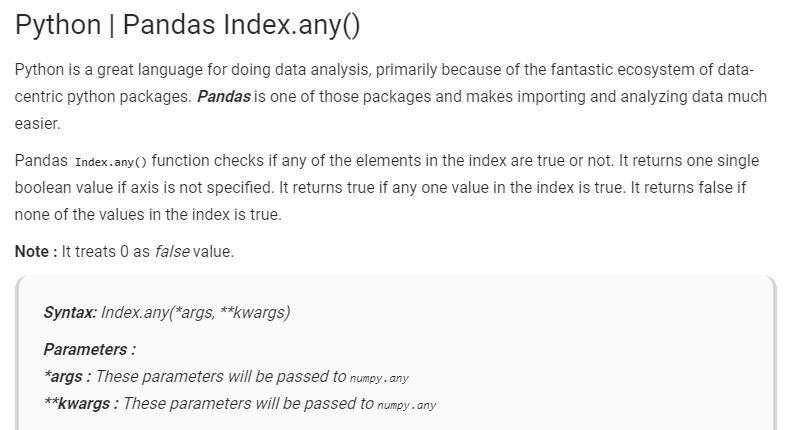 Python | Pandas Index.any()
Python is a great language for doing data analysis, primarily because of the fantastic ecosystem of data-
centric python packages. Pandas is one of those packages and makes importing and analyzing data much
easier.
Pandas Index.any() function checks if any of the elements in the index are true or not. It returns one single
boolean value if axis is not specified. It returns true if any one value in the index is true. It returns false if
none of the values in the index is true.
Note : It treats 0 as false value.
Syntax: Index.any(*args, **kwargs)
Parameters :
*args : These parameters will be passed to numpy.any
**kwargs : These parameters will be passed to numpy.any